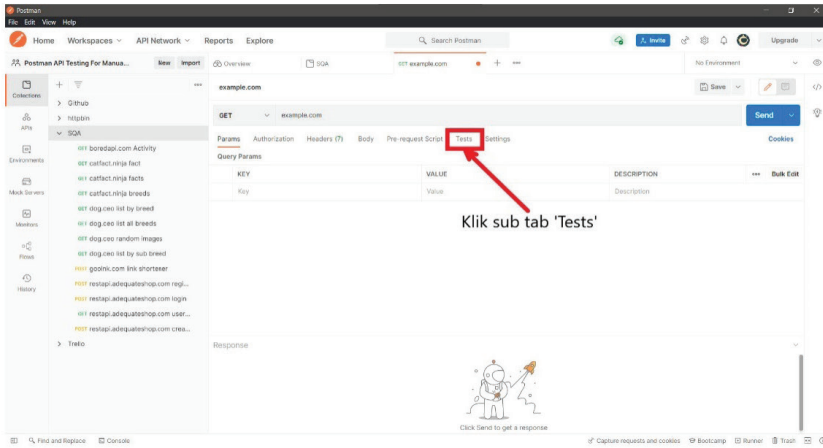 Postman
File Edit View Help
Home Workspaces API Network Reports Explore Search Postman Invite Upgrade
Postman API Testing For Manua... New Import Overview SQA GET example.com No Environment
Collections
APIs
Environments
Mock Servers
Monitors
Flows
History
Github
httpbin
SQA
GET boredapi.com Activity
GET catfact.ninja fact
GET catfact.ninja facts
GET catfact.ninja breeds
GET dog.ceo list by breed
GET dog.ceo list all breeds
GET dog.ceo random images
GET dog.ceo list by sub breed
POST goolnk.com link shortener
POST restapi.adequateshop.com regi...
POST restapi.adequateshop.com login
GET restapi.adequateshop.com user...
POST restapi.adequateshop.com crea...
Trello
example.com Save
GET example.com Send
Params Authorization Headers (7) Body Pre-request Script Tests Settings Cookies
Query Params
KEY VALUE DESCRIPTION Bulk Edit
Key Value Description
Klik sub tab 'Tests'
Response
Click Send to get a response
Find and Replace Console Capture requests and cookies Bootcamp Runner Trash